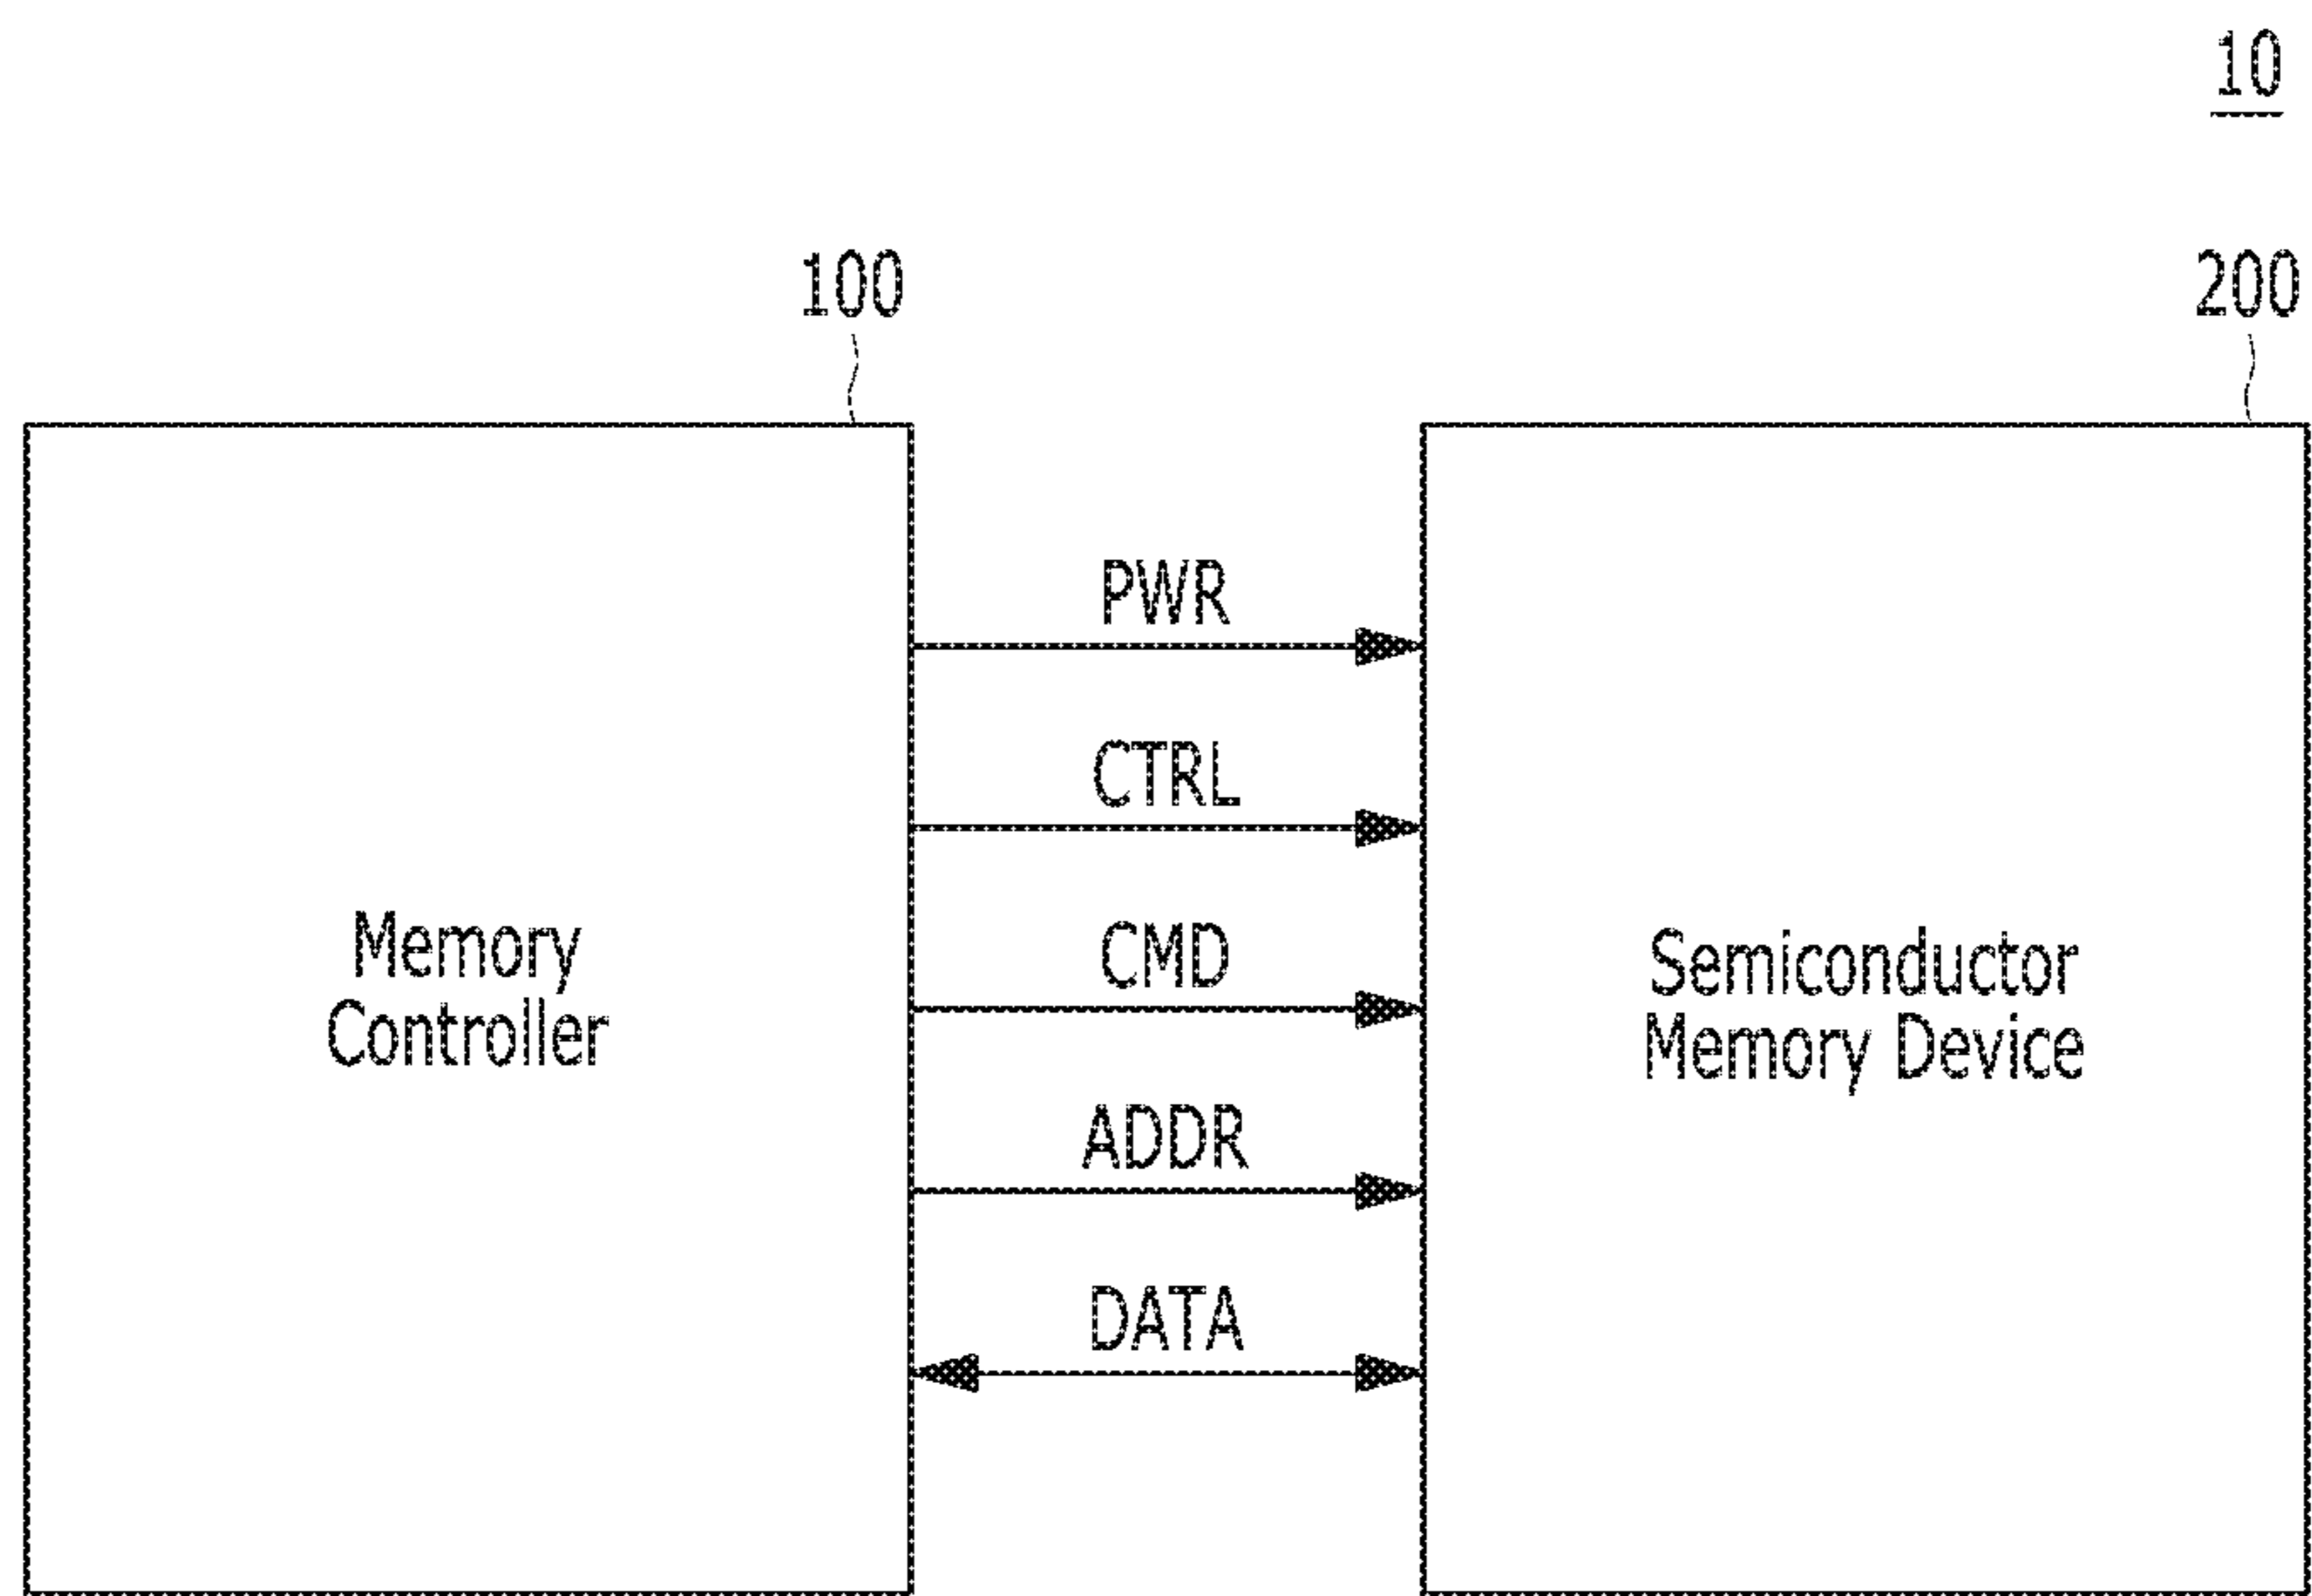 10
100
200
PWR
CTRL
CMD
ADDR
DATA
Memory
Controller
Semiconductor
Memory Device